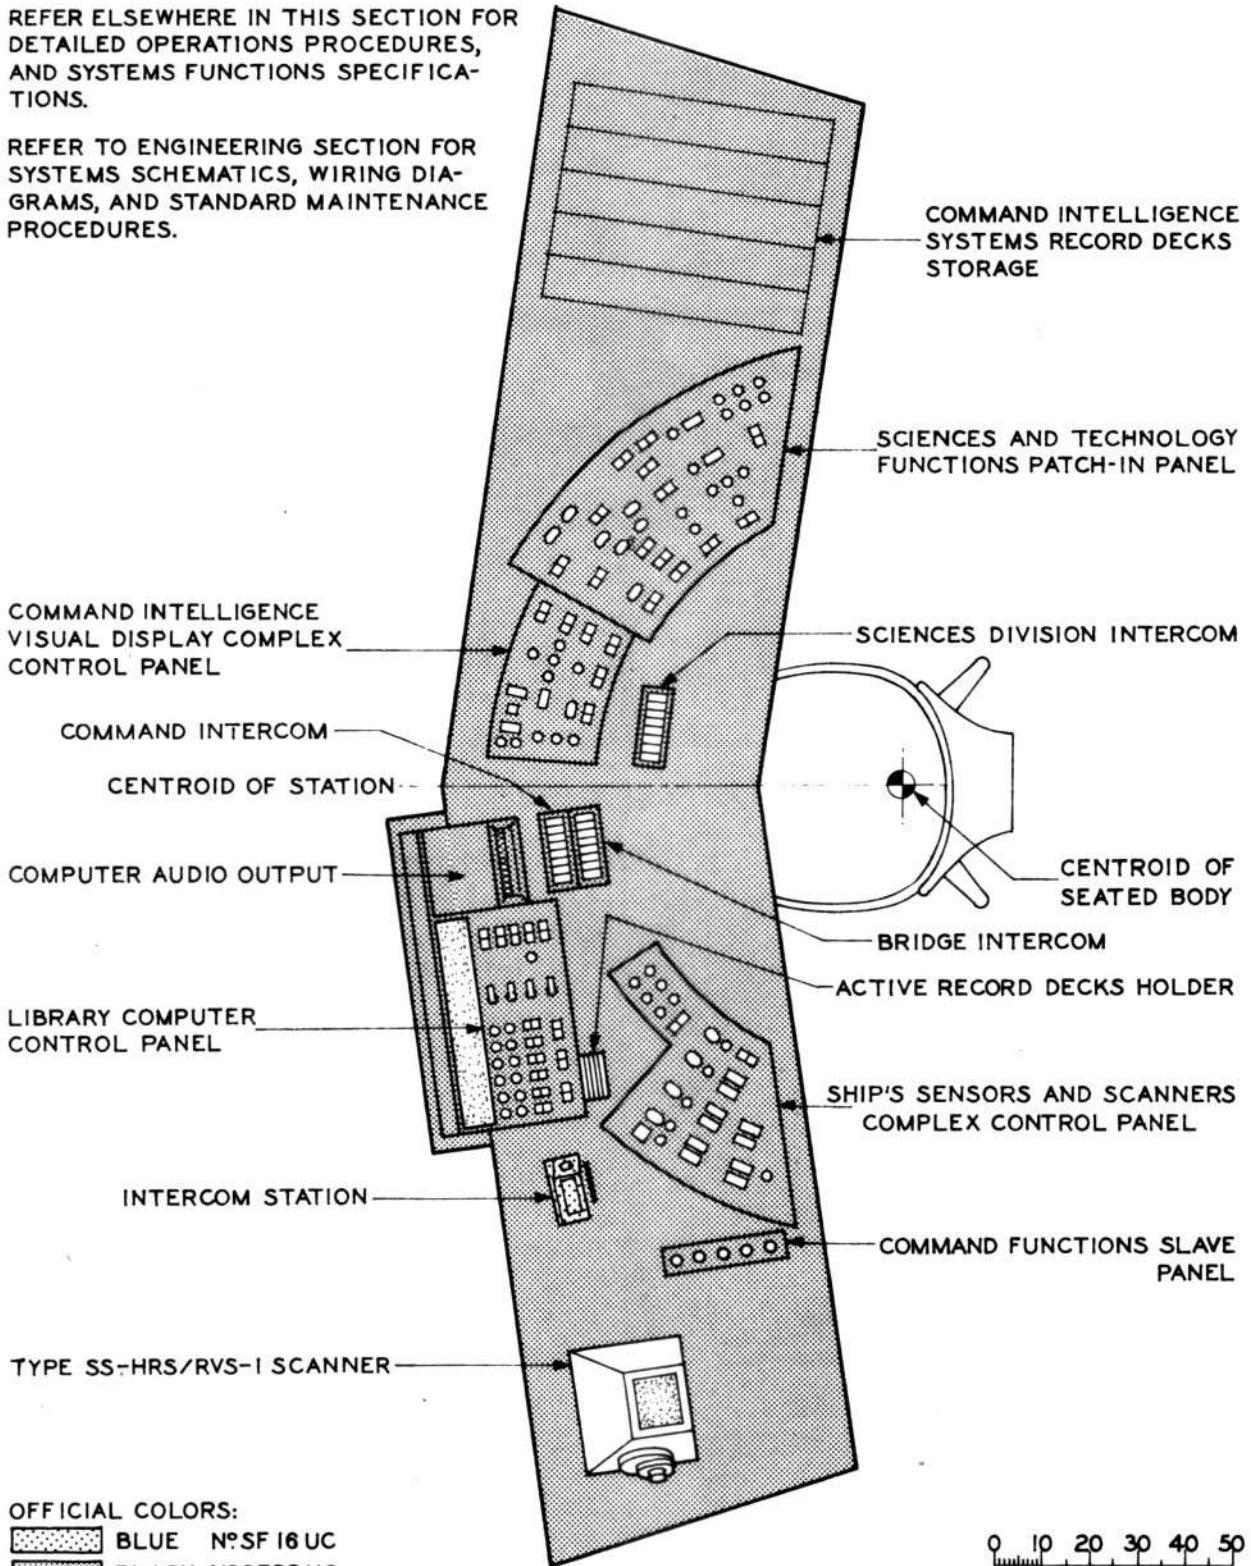 REFER ELSEWHERE IN THIS SECTION FOR
DETAILED OPERATIONS PROCEDURES,
AND SYSTEMS FUNCTIONS SPECIFICA-
TIONS.
REFER TO ENGINEERING SECTION FOR
SYSTEMS SCHEMATICS, WIRING DIA-
GRAMS, AND STANDARD MAINTENANCE
PROCEDURES.
COMMAND INTELLIGENCE
SYSTEMS RECORD DECKS
STORAGE
SCIENCES AND TECHNOLOGY
FUNCTIONS PATCH-IN PANEL
COMMAND INTELLIGENCE
VISUAL DISPLAY COMPLEX
CONTROL PANEL
SCIENCES DIVISION INTERCOM
COMMAND INTERCOM
CENTROID OF STATION
COMPUTER AUDIO OUTPUT
CENTROID OF
SEATED BODY
BRIDGE INTERCOM
ACTIVE RECORD DECKS HOLDER
LIBRARY COMPUTER
CONTROL PANEL
SHIP'S SENSORS AND SCANNERS
COMPLEX CONTROL PANEL
INTERCOM STATION
COMMAND FUNCTIONS SLAVE
PANEL
TYPE SS-HRS/RVS-1 SCANNER
OFFICIAL COLORS:
BLUE Nº SF 16 UC
0 10 20 30 40 50